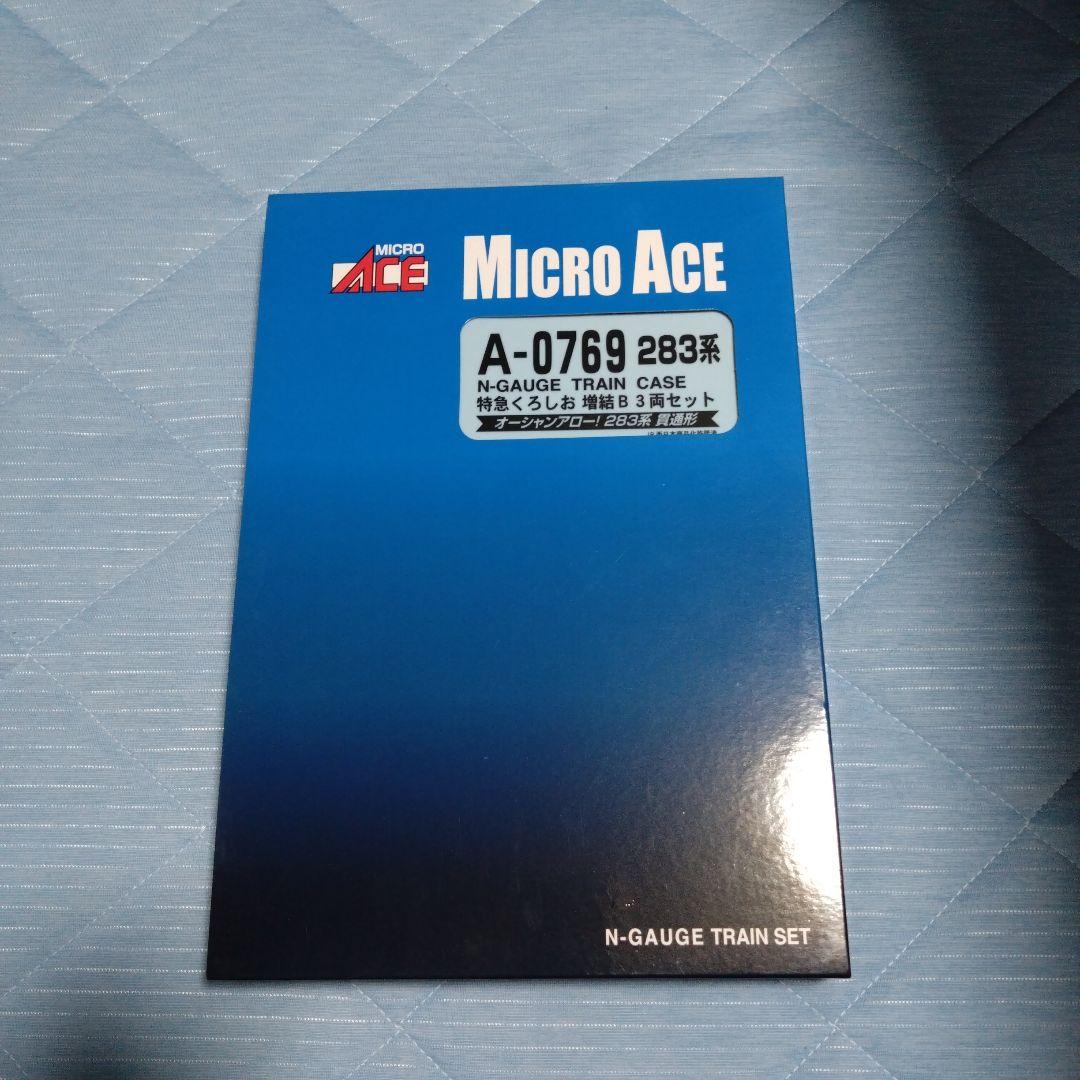 MICRO
ACE
MICRO ACE
A-0769 283系
N-GAUGE TRAIN CASE
特急くろしお 増結B 3両セット
オーシャンアロー! 283系 貫通形
N-GAUGE TRAIN SET